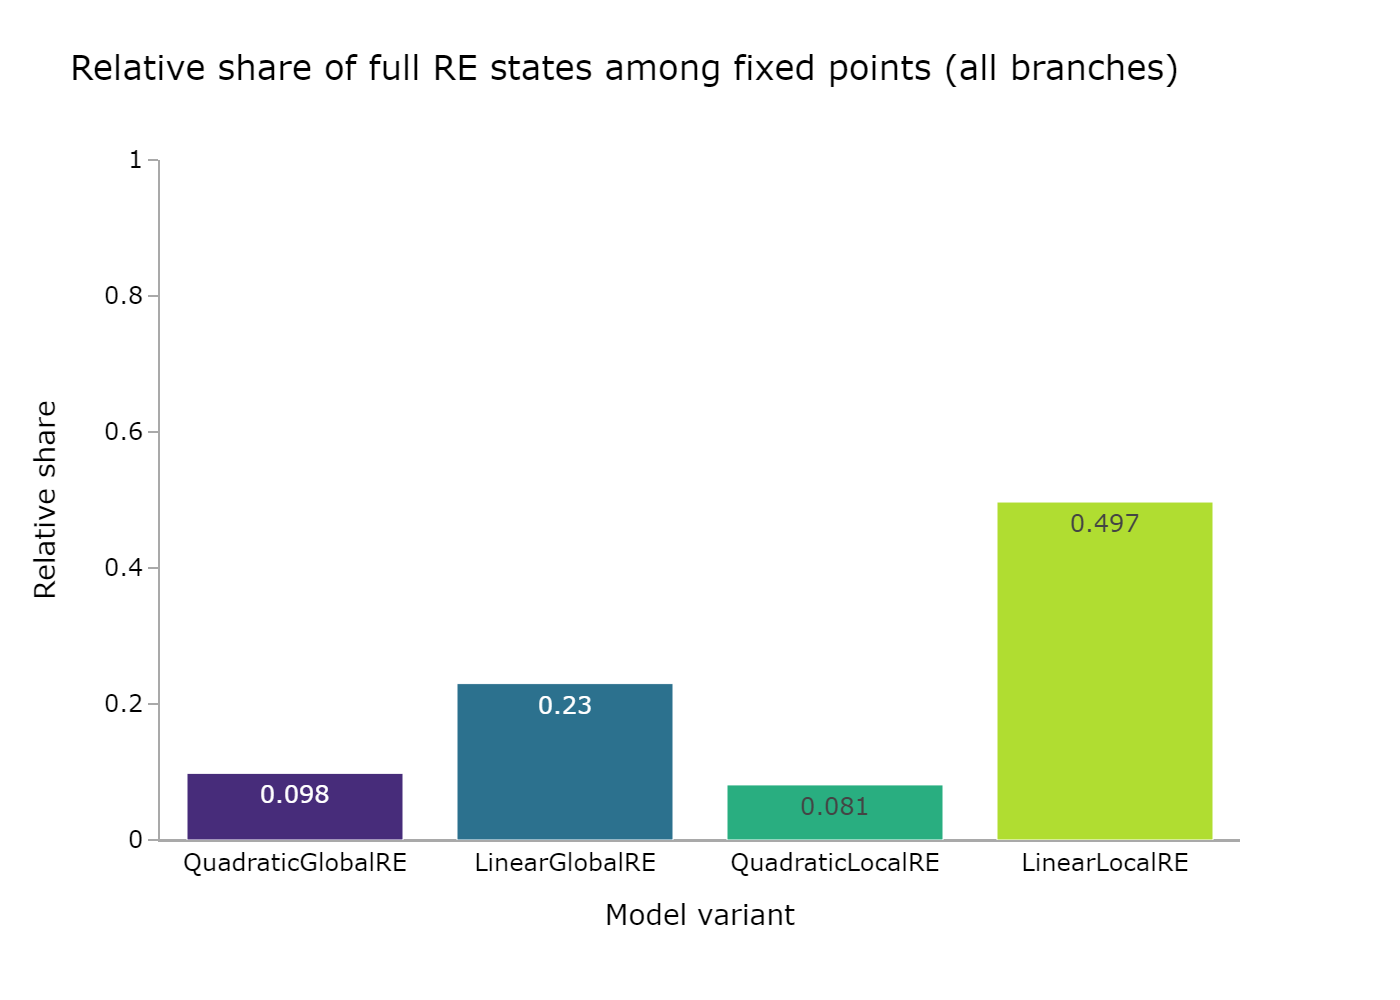 Relative share of full RE states among fixed points (all branches)
1
0.8
0.6
0.4
0.2
0
Relative share
0.098
0.23
0.081
0.497
QuadraticGlobalRE
LinearGlobalRE
QuadraticLocalRE
LinearLocalRE
Model variant